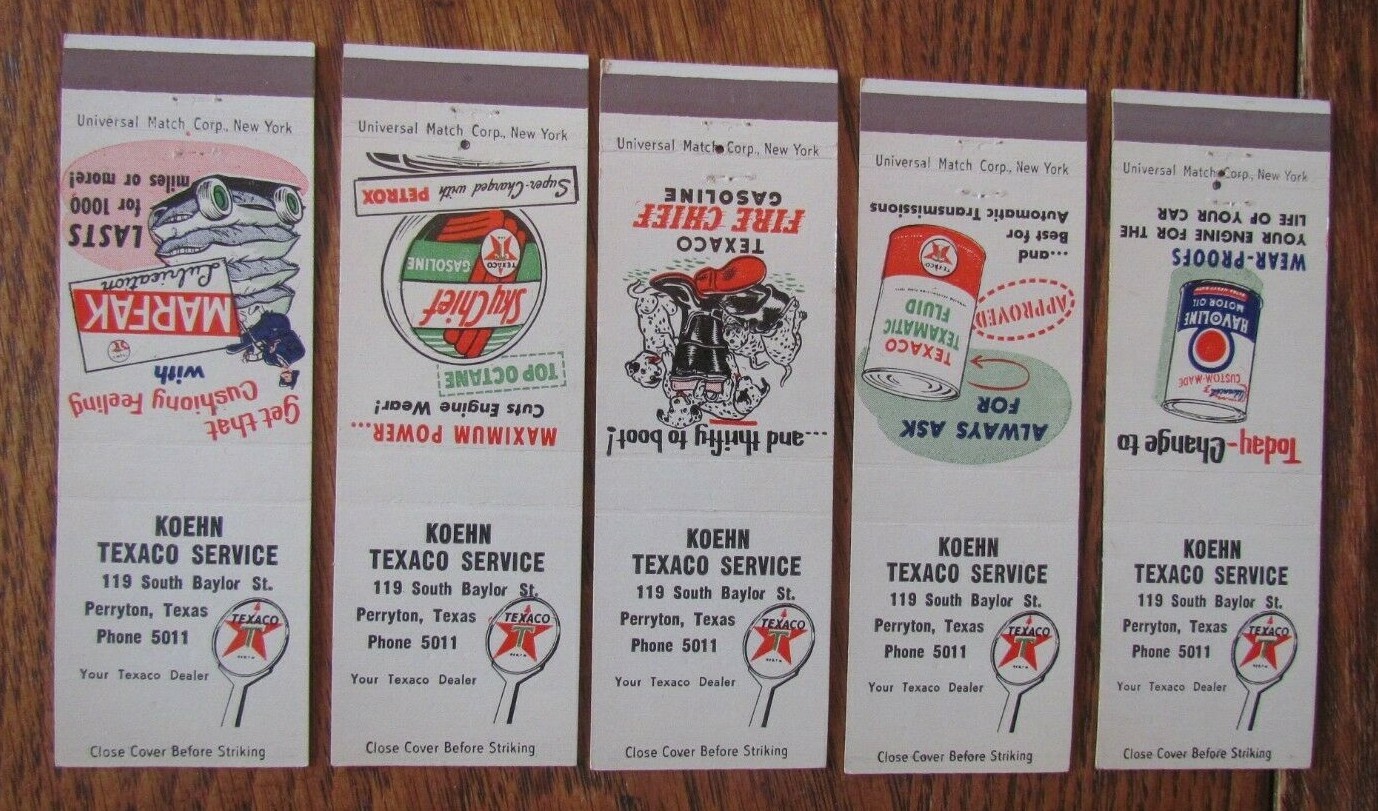 Universal Match Corp., New York
Get that
Cushiony Feeling
with
MARFAK
Lubrication
LASTS
for 1000
miles or more!
KOEHN
TEXACO SERVICE
119 South Baylor St.
Perryton, Texas
Phone 5011
TEXACO
T
Your Texaco Dealer
Close Cover Before Striking
Universal Match Corp., New York
MAXIMUM POWER...
Cuts Engine Wear!
TOP OCTANE
Sky Chief
GASOLINE
TEXACO
T
Super-Charged with PETROX
KOEHN
TEXACO SERVICE
119 South Baylor St.
Perryton, Texas
Phone 5011
TEXACO
T
Your Texaco Dealer
Close Cover Before Striking
Universal Match Corp., New York
...and thrifty to boot!
TEXACO
FIRE CHIEF
GASOLINE
KOEHN
TEXACO SERVICE
119 South Baylor St.
Perryton, Texas
Phone 5011
TEXACO
T
Your Texaco Dealer
Close Cover Before Striking
Universal Match Corp., New York
ALWAYS ASK
FOR
TEXACO
TEXAMATIC
FLUID
TEXACO
T
APPROVED
...and
Best for
Automatic Transmissions
KOEHN
TEXACO SERVICE
119 South Baylor St.
Perryton, Texas
Phone 5011
TEXACO
T
Your Texaco Dealer
Close Cover Before Striking
Universal Match Corp., New York
Today-Change to
CUSTOM-MADE
HAVOLINE
MOTOR OIL
WEAR-PROOFS
YOUR ENGINE FOR THE
LIFE OF YOUR CAR
KOEHN
TEXACO SERVICE
119 South Baylor St.
Perryton, Texas
Phone 5011
TEXACO
T
Your Texaco Dealer
Close Cover Before Striking